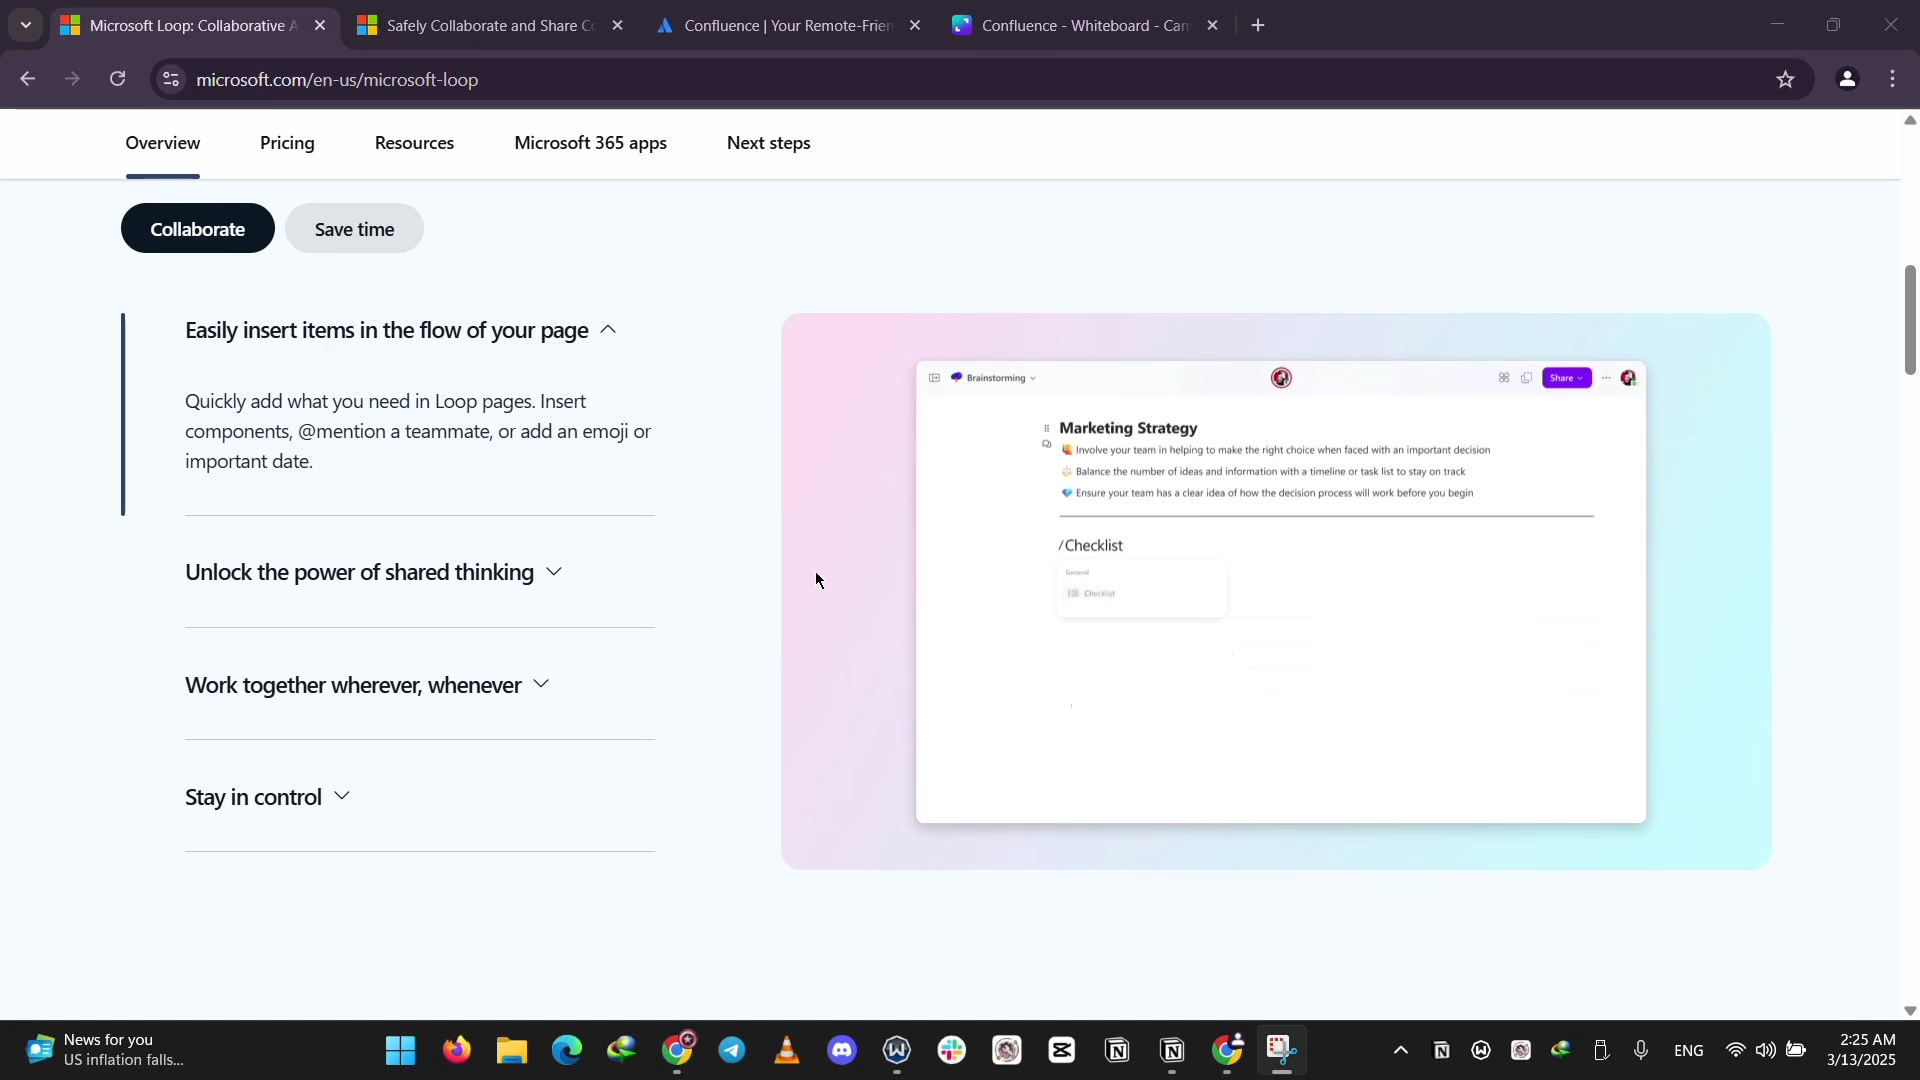 Microsoft Loop: Collaborative A
Safely Collaborate and Share Co
Confluence | Your Remote-Frien
Confluence - Whiteboard - Can
microsoft.com/en-us/microsoft-loop
Overview
Pricing
Resources
Microsoft 365 apps
Next steps
Collaborate
Save time
Easily insert items in the flow of your page
Quickly add what you need in Loop pages. Insert
components, @mention a teammate, or add an emoji or
important date.
Unlock the power of shared thinking
Work together wherever, whenever
Stay in control
Brainstorming
Share
Marketing Strategy
Involve your team in helping to make the right choice when faced with an important decision
Balance the number of ideas and information with a timeline or task list to stay on track
Ensure your team has a clear idea of how the decision process will work before you begin
/Checklist
General
Checklist
News for you
US inflation falls...
ENG
2:25 AM
3/13/2025